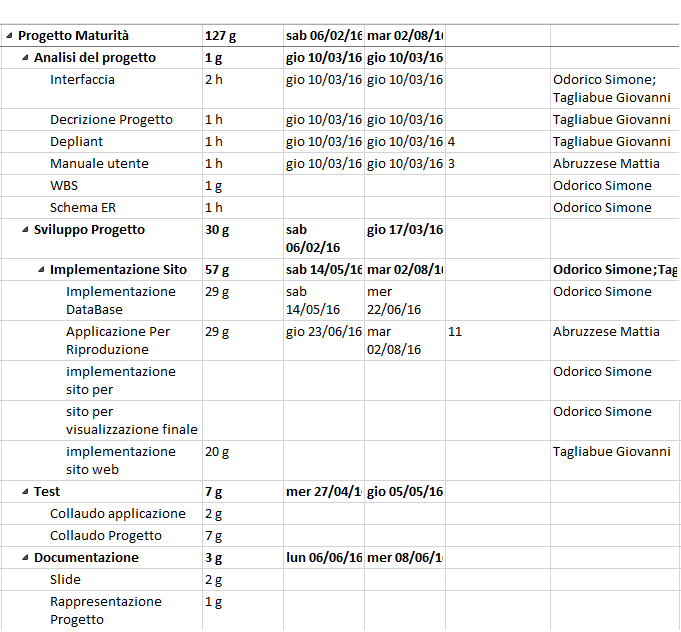 Progetto Maturità 127 g sab 06/02/16 mar 02/08/1
Analisi del progetto 1 g gio 10/03/16 gio 10/03/16
Interfaccia 2 h gio 10/03/16 gio 10/03/16 Odorico Simone;
Tagliabue Giovanni
Decrizione Progetto 1 h gio 10/03/16 gio 10/03/16 Tagliabue Giovanni
Depliant 1 h gio 10/03/16 gio 10/03/16 4 Tagliabue Giovanni
Manuale utente 1 h gio 10/03/16 gio 10/03/16 3 Abruzzese Mattia
WBS 1 g Odorico Simone
Schema ER 1 h Odorico Simone
Sviluppo Progetto 30 g sab gio 17/03/16
06/02/16
Implementazione Sito 57 g sab 14/05/16 mar 02/08/1 Odorico Simone;Tag
Implementazione 29 g sab mer Odorico Simone
DataBase 14/05/16 22/06/16
Applicazione Per 29 g gio 23/06/16 mar 11 Abruzzese Mattia
Riproduzione 02/08/16
implementazione Odorico Simone
sito per
sito per Odorico Simone
visualizzazione finale
implementazione 20 g Tagliabue Giovanni
sito web
Test 7 g mer 27/04/1 gio 05/05/16
Collaudo applicazione 2 g
Collaudo Progetto 7 g
Documentazione 3 g lun 06/06/16 mer 08/06/1
Slide 2 g
Rappresentazione 1 g
Progetto